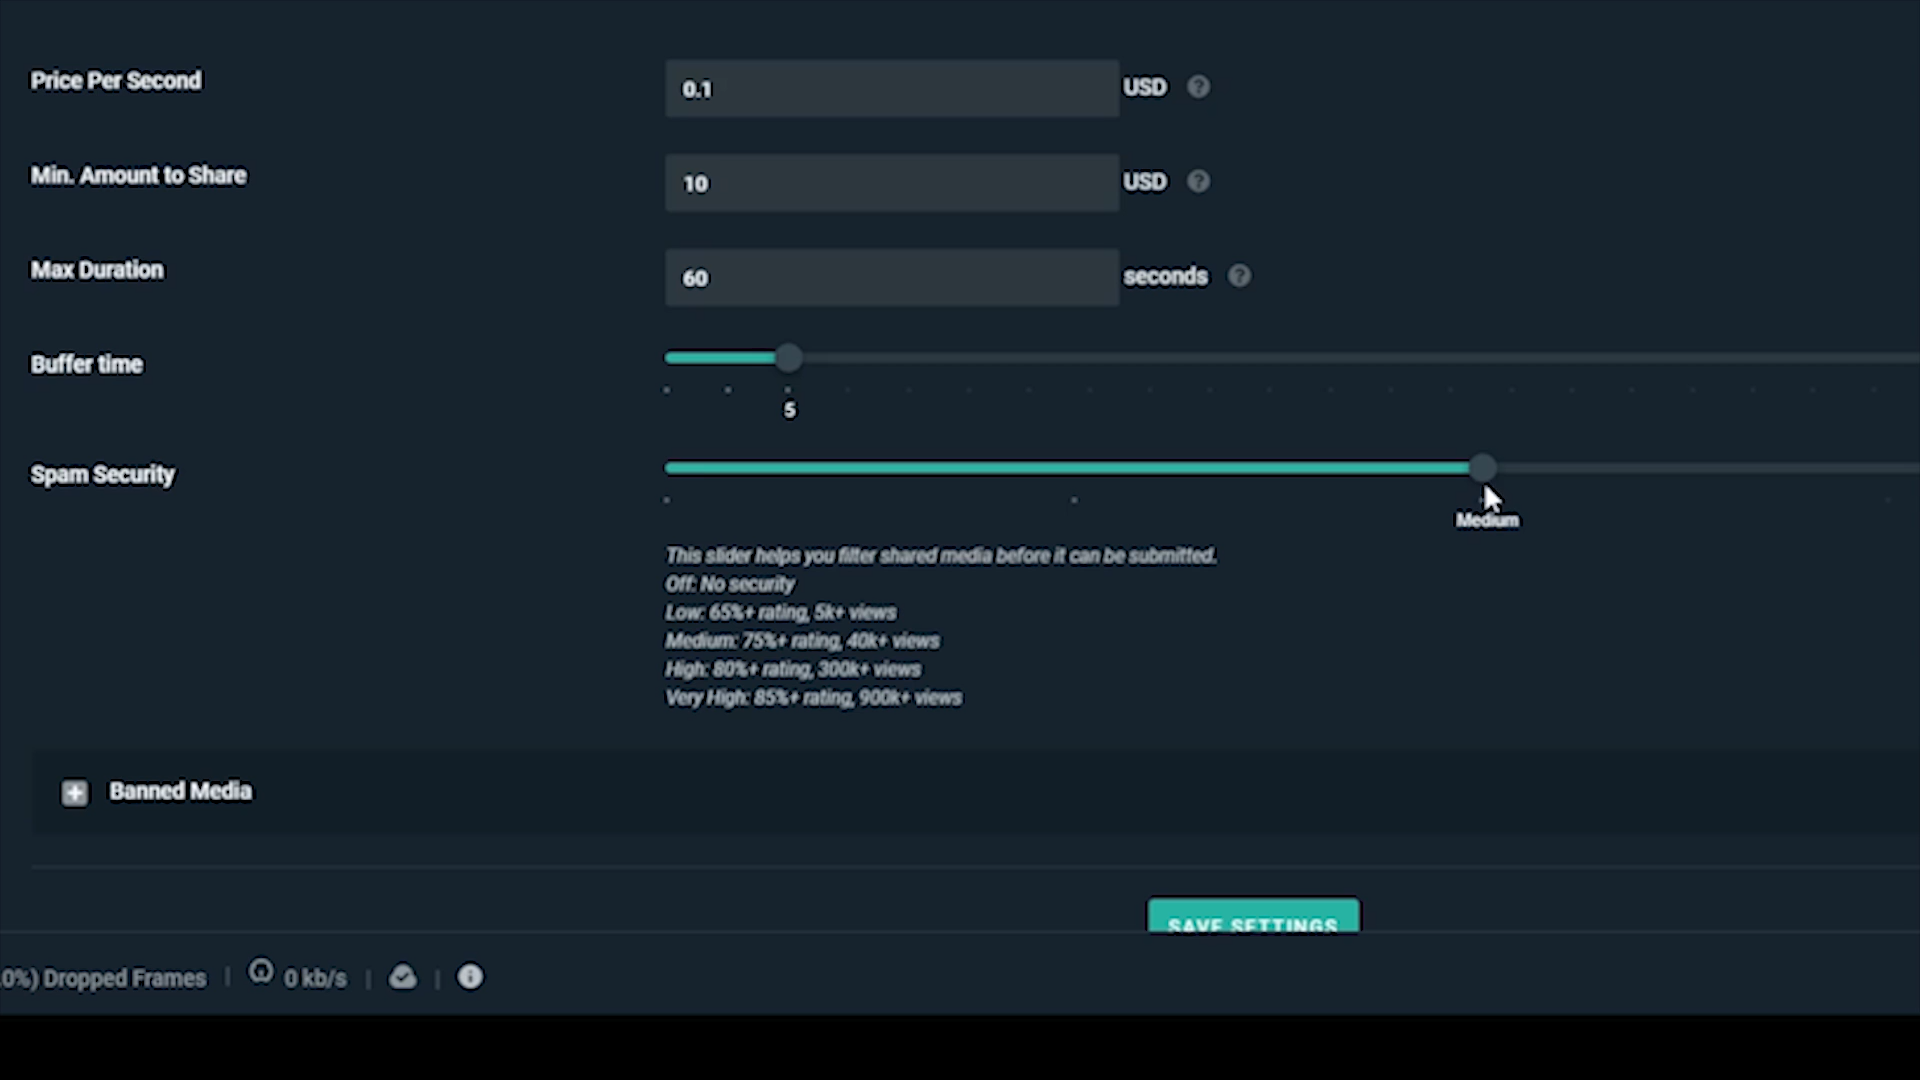 Price Per Second
0.1
USD
Min. Amount to Share
10
USD
Max Duration
60
seconds
Buffer time
5
Spam Security
Medium
This slider helps you filter shared media before it can be submitted.
Off: No security
Low: 65%+ rating, 5k+ views
Medium: 75%+ rating, 40k+ views
High: 80%+ rating, 300k+ views
Very High: 85%+ rating, 900k+ views
Banned Media
SAVE SETTINGS
.0%) Dropped Frames | 0 kb/s | |